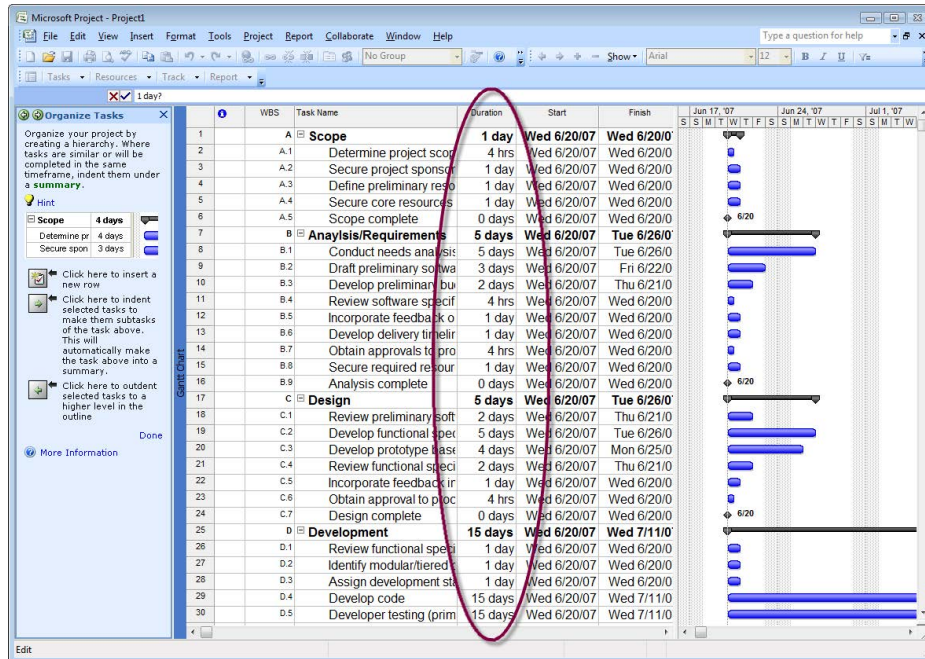 Microsoft Project - Project1
File Edit View Insert Format Tools Project Report Collaborate Window Help Type a question for help
No Group Show Arial 12 B I U
Tasks Resources Track Report
1 day?
Organize Tasks
Organize your project by
creating a hierarchy. Where
tasks are similar or will be
completed in the same
timeframe, indent them under
a summary.
Hint
Scope 4 days
Detemine pr 4 days
Secure spon 3 days
Click here to insert a
new row
Click here to indent
selected tasks to
make them subtasks
of the task above.
This will
automatically make
the task above into a
summary.
Click here to outdent
selected tasks to a
higher level in the
outline
Done
More Information
Gantt Chart
WBS Task Name Duration Start Finish Jun 17, '07 Jun 24, '07 Jul 1, '07
S S M T W T F S S M T W T F S S M T W
1 A Scope 1 day Wed 6/20/07 Wed 6/20/0
2 A.1 Determine project scop 4 hrs Wed 6/20/07 Wed 6/20/0
3 A.2 Secure project sponsor 1 day Wed 6/20/07 Wed 6/20/0
4 A.3 Define preliminary reso 1 day Wed 6/20/07 Wed 6/20/0
5 A.4 Secure core resources 1 day Wed 6/20/07 Wed 6/20/0
6 A.5 Scope complete 0 days Wed 6/20/07 Wed 6/20/0 6/20
7 B Anaylsis/Requirements 5 days Wed 6/20/07 Tue 6/26/0
8 B.1 Conduct needs analysis 5 days Wed 6/20/07 Tue 6/26/0
9 B.2 Draft preliminary softwa 3 days Wed 6/20/07 Fri 6/22/0
10 B.3 Develop preliminary bu 2 days Wed 6/20/07 Thu 6/21/0
11 B.4 Review software specif 4 hrs Wed 6/20/07 Wed 6/20/0
12 B.5 Incorporate feedback o 1 day Wed 6/20/07 Wed 6/20/0
13 B.6 Develop delivery timelir 1 day Wed 6/20/07 Wed 6/20/0
14 B.7 Obtain approvals to pro 4 hrs Wed 6/20/07 Wed 6/20/0
15 B.8 Secure required resour 1 day Wed 6/20/07 Wed 6/20/0
16 B.9 Analysis complete 0 days Wed 6/20/07 Wed 6/20/0 6/20
17 C Design 5 days Wed 6/20/07 Tue 6/26/0
18 C.1 Review preliminary soft 2 days Wed 6/20/07 Thu 6/21/0
19 C.2 Develop functional spec 5 days Wed 6/20/07 Tue 6/26/0
20 C.3 Develop prototype base 4 days Wed 6/20/07 Mon 6/25/0
21 C.4 Review functional speci 2 days Wed 6/20/07 Thu 6/21/0
22 C.5 Incorporate feedback ir 1 day Wed 6/20/07 Wed 6/20/0
23 C.6 Obtain approval to proc 4 hrs Wed 6/20/07 Wed 6/20/0
24 C.7 Design complete 0 days Wed 6/20/07 Wed 6/20/0 6/20
25 D Development 15 days Wed 6/20/07 Wed 7/11/0
26 D.1 Review functional speci 1 day Wed 6/20/07 Wed 6/20/0
27 D.2 Identify modular/tiered 1 day Wed 6/20/07 Wed 6/20/0
28 D.3 Assign development sta 1 day Wed 6/20/07 Wed 6/20/0
29 D.4 Develop code 15 days Wed 6/20/07 Wed 7/11/0
30 D.5 Developer testing (prim 15 days Wed 6/20/07 Wed 7/11/0
Edit